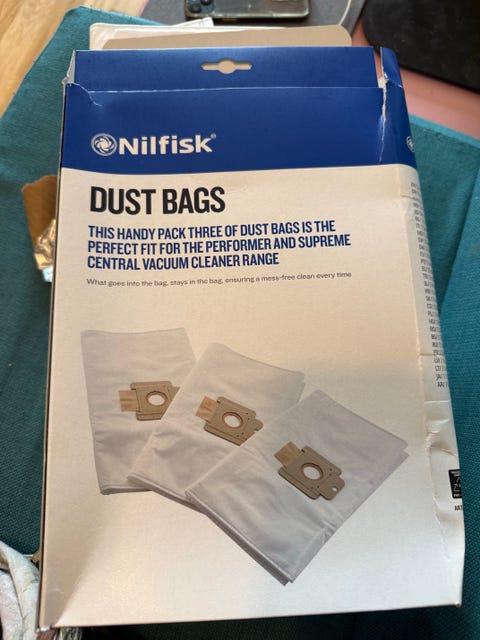 Nilfisk®
DUST BAGS
THIS HANDY PACK THREE OF DUST BAGS IS THE
PERFECT FIT FOR THE PERFORMER AND SUPREME
CENTRAL VACUUM CLEANER RANGE
What goes into the bag, stays in the bag, ensuring a mess-free clean every time